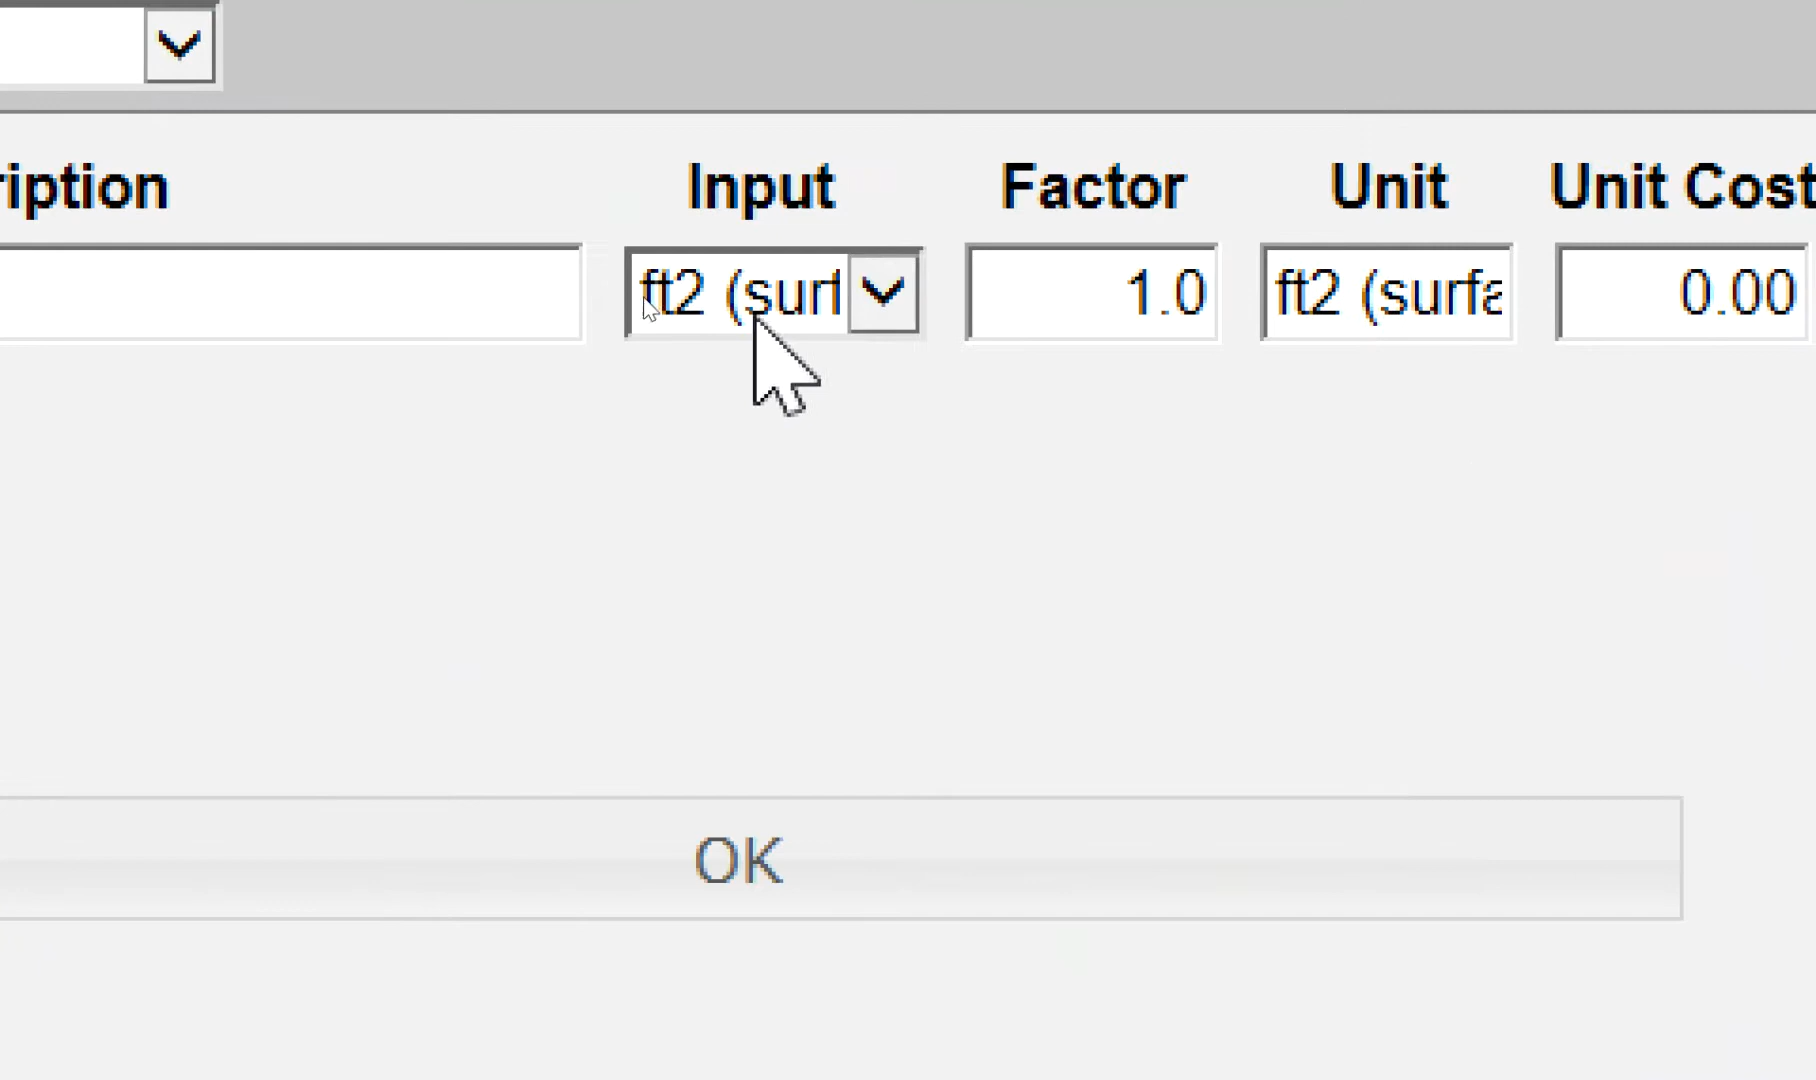 ription Input Factor Unit Unit Cost
ft2 (surf 1.0 ft2 (surfa 0.00
OK